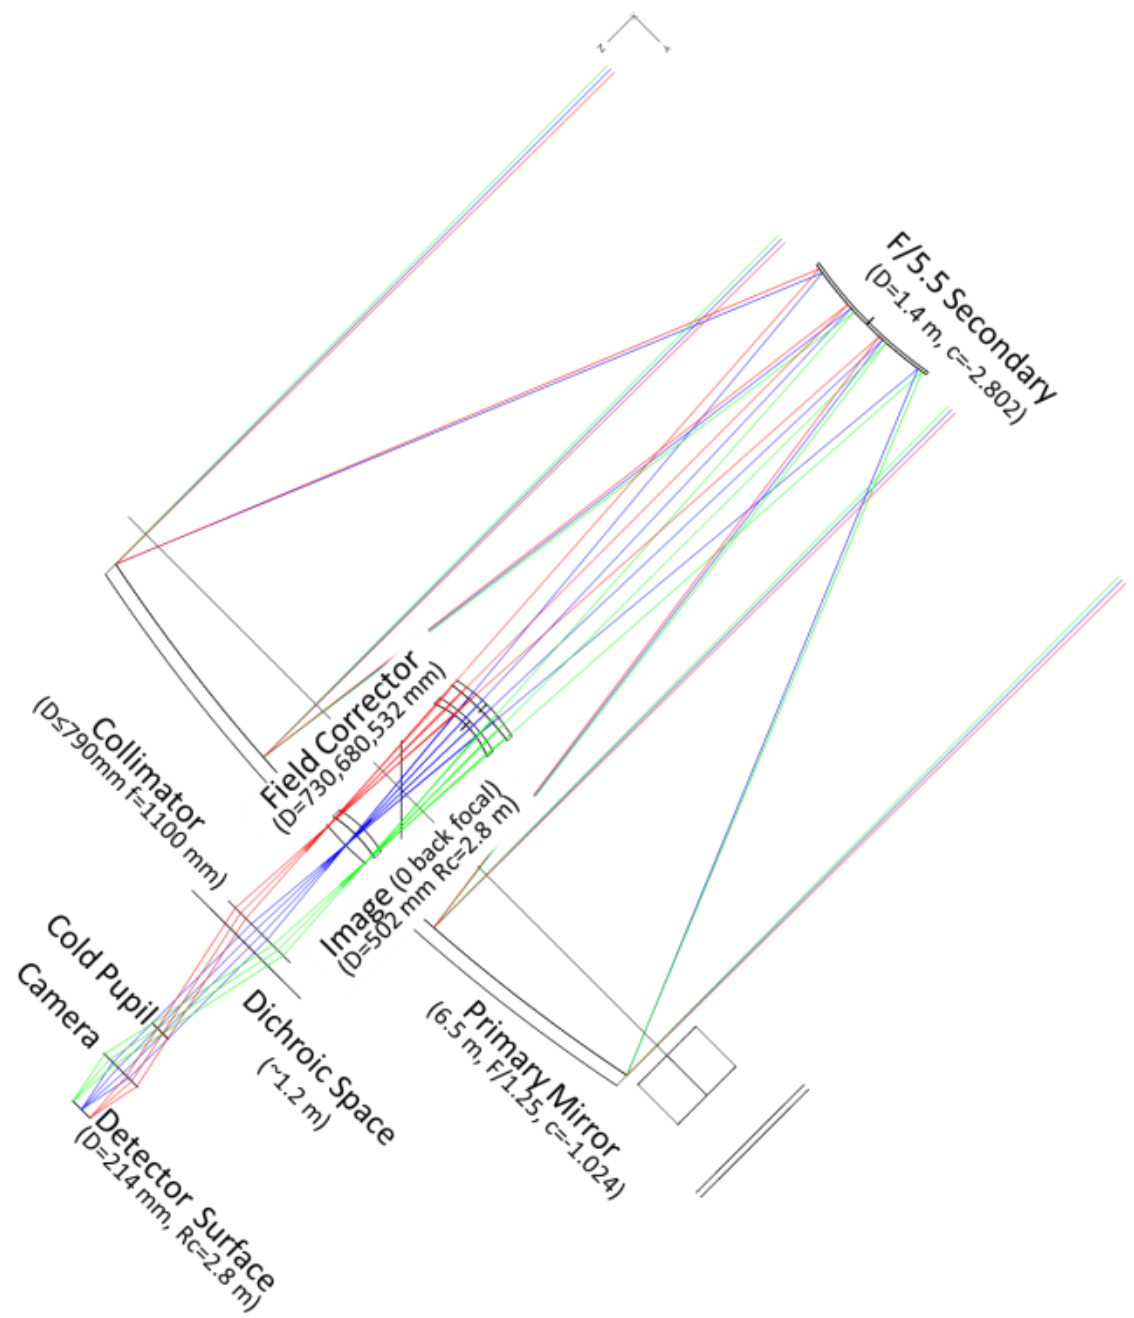 Z
Y
F/5.5 Secondary
(D=1.4 m, c=-2.802)
Field Corrector
(D=730,680,532 mm)
Collimator
(D≤790mm f=1100 mm)
Image (0 back focal)
(D=502 mm Rc=2.8 m)
Cold Pupil
Camera
Dichroic Space
(~1.2 m)
Primary Mirror
(6.5 m, F/1.25, c=-1.024)
Detector Surface
(D=214 mm, Rc=2.8 m)